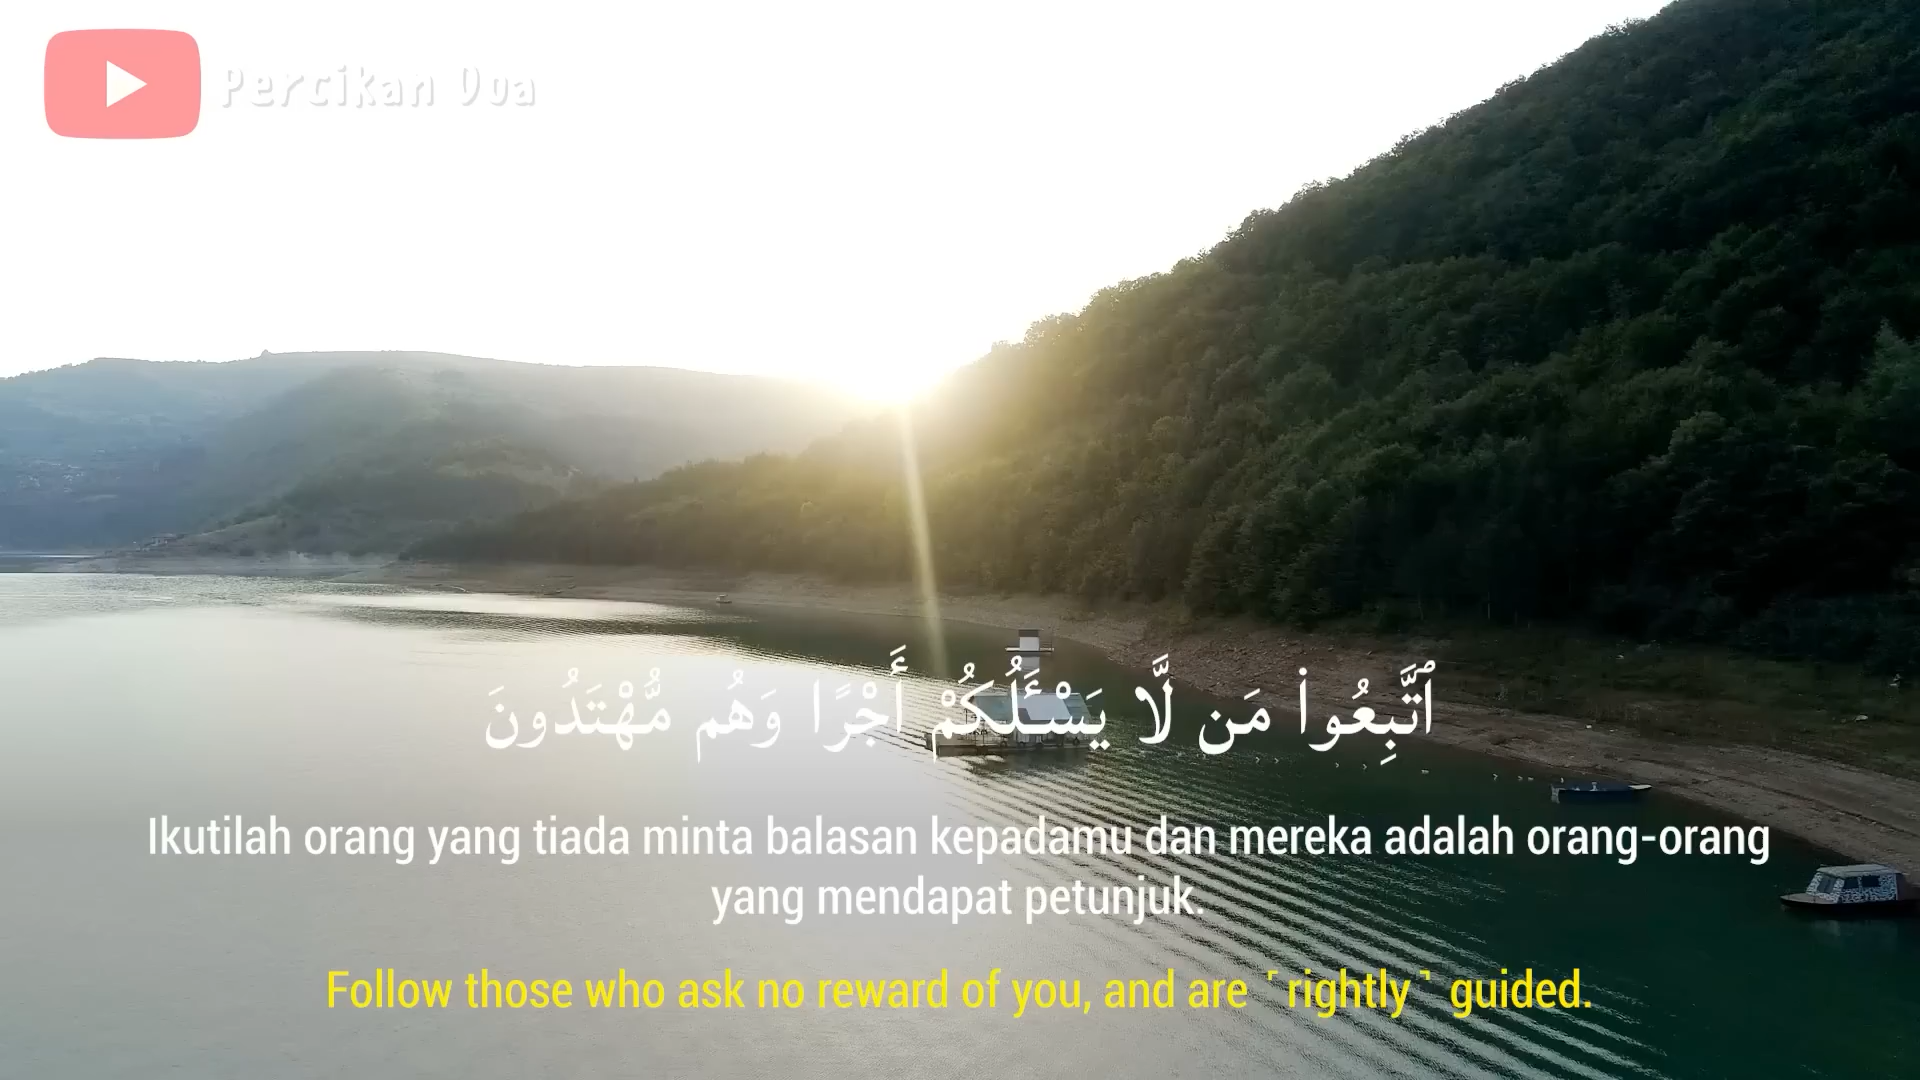 Percikan Doa
ٱتَّبِعُوا۟ مَن لَّا يَسْـَٔلُكُمْ أَجْرًا وَهُم مُّهْتَدُونَ
Ikutilah orang yang tiada minta balasan kepadamu dan mereka adalah orang-orang
yang mendapat petunjuk.
Follow those who ask no reward of you, and are ˹rightly˺ guided.